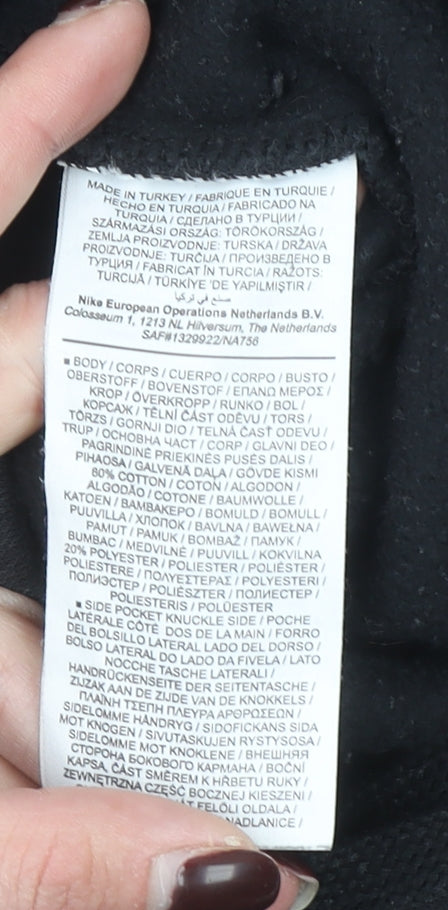 MADE IN TURKEY / FABRIQUE EN TURQUIE /
HECHO EN TURQUIA / FABRICADO NA
TURQUIA / СДЕЛАНО В ТУРЦИИ /
SZÁRMAZÁSI ORSZÁG: TÖRÖKORSZÁG /
ZEMLJA PROIZVODNJE: TURSKA / DRŽAVA
PROIZVODNJE: TURČIJA / ПРОИЗВЕДЕНО В
ТУРЦИЯ / FABRICAT ÎN TURCIA / RAŽOTS:
TURCIJĀ / TÜRKİYE 'DE YAPILMIŞTIR /
صنع في تركيا
Nike European Operations Netherlands B.V.
Colosseum 1, 1213 NL Hilversum, The Netherlands
SAF#1329922/NA756
▪ BODY / CORPS / CUERPO / CORPO / BUSTO /
OBERSTOFF / BOVENSTOF / ΕΠΑΝΩ ΜΕΡΟΣ /
KROP / ÖVERKROPP / RUNKO / BOL /
КОРСАЖ / TĚLNÍ ČÁST ODĚVU / TORS /
TÖRZS / GORNJI DIO / TELNÁ ČASŤ ODEVU /
TRUP / ОСНОВНА ЧАСТ / CORP / GLAVNI DEO /
PAGRINDINĖ PRIEKINĖS PUSĖS DALIS /
PIHAOSA / GALVENĀ DAĻA / GÖVDE KISMI
80% COTTON / COTON / ALGODON /
ALGODÃO / COTONE / BAUMWOLLE /
KATOEN / ΒΑΜΒΑΚΕΡΟ / BOMULD / BOMULL /
PUUVILLA / ХЛОПОК / BAVLNA / BAWEŁNA /
PAMUT / PAMUK / BOMBAŽ / ПАМУК /
BUMBAC / MEDVILNĖ / PUUVILL / KOKVILNA
20% POLYESTER / POLIESTER / POLIÉSTER /
POLIESTERE / ΠΟΛΥΕΣΤΕΡΑΣ / POLYESTERI /
ПОЛИЭСТЕР / POLIÉSZTER / ПОЛИЕСТЕР /
POLIESTERIS / POLÜESTER
▪ SIDE POCKET KNUCKLE SIDE / POCHE
LATÉRALE CÔTÉ DOS DE LA MAIN / FORRO
DEL BOLSILLO LATERAL LADO DEL DORSO /
BOLSO LATERAL DO LADO DA FIVELA / LATO
NOCCHE TASCHE LATERALI /
HANDRÜCKENSEITE DER SEITENTASCHE /
ZIJZAK AAN DE ZIJDE VAN DE KNOKKELS /
ΠΛΑΪΝΗ ΤΣΕΠΗ ΠΛΕΥΡΑ ΑΡΘΡΩΣΕΩΝ /
SIDELOMME HÅNDRYG / SIDOFICKANS SIDA
MOT KNOGEN / SIVUTASKUJEN RYSTYSOSA /
SIDELOMME MOT KNOKLENE / ВНЕШНЯЯ
СТОРОНА БОКОВОГО КАРМАНА / BOČNÍ
KAPSA, ČÁST SMĚREM K HŘBETU RUKY /
ZEWNĘTRZNA CZĘŚĆ BOCZNEJ KIESZENI /
FELŐLI OLDALA /
NADLANICE /